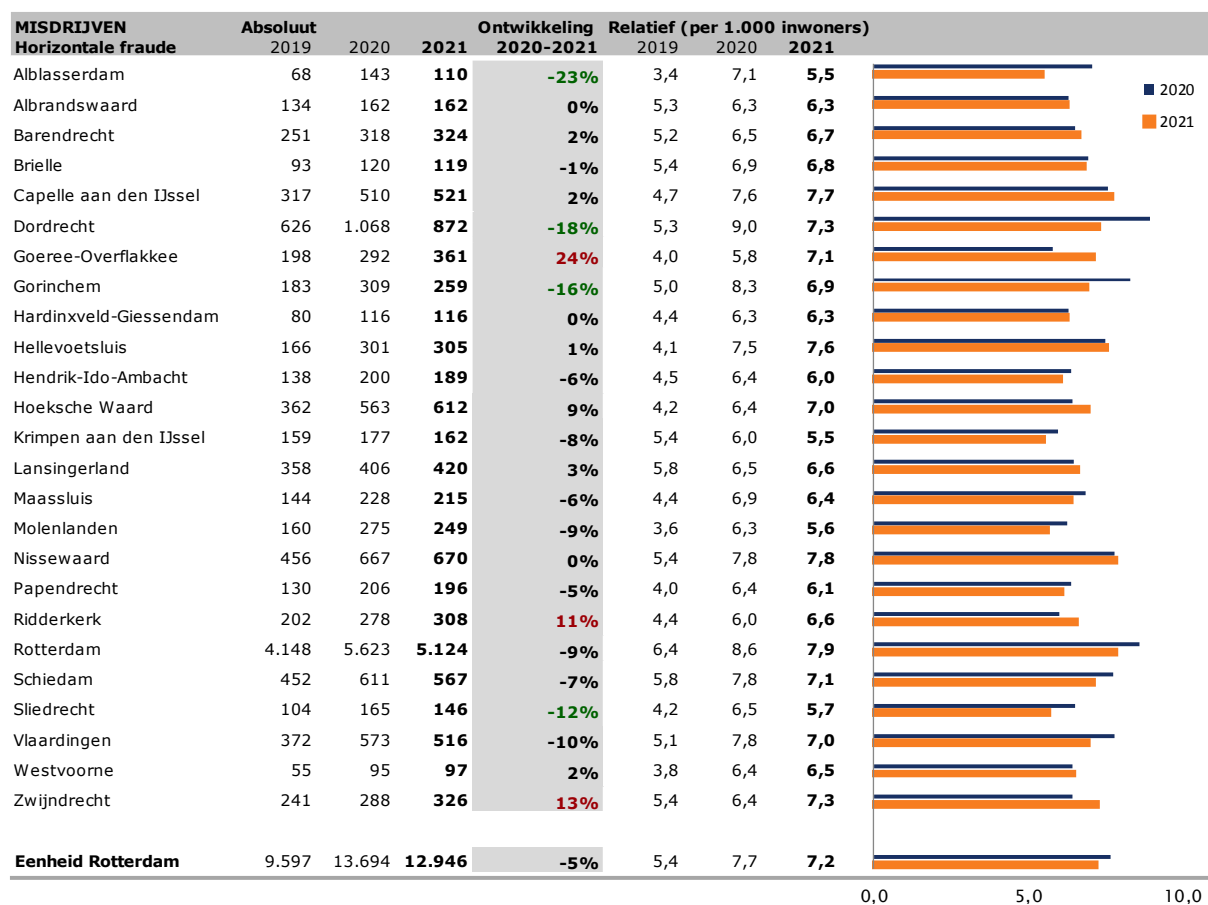 MISDRIJVEN Absoluut Ontwikkeling Relatief (per 1.000 inwoners)
Horizontale fraude 2019 2020 2021 2020-2021 2019 2020 2021
Alblasserdam 68 143 110 -23% 3,4 7,1 5,5
2020
Albrandswaard 134 162 162 0% 5,3 6,3 6,3
2021
Barendrecht 251 318 324 2% 5,2 6,5 6,7
Brielle 93 120 119 -1% 5,4 6,9 6,8
Capelle aan den IJssel 317 510 521 2% 4,7 7,6 7,7
Dordrecht 626 1.068 872 -18% 5,3 9,0 7,3
Goeree-Overflakkee 198 292 361 24% 4,0 5,8 7,1
Gorinchem 183 309 259 -16% 5,0 8,3 6,9
Hardinxveld-Giessendam 80 116 116 0% 4,4 6,3 6,3
Hellevoetsluis 166 301 305 1% 4,1 7,5 7,6
Hendrik-Ido-Ambacht 138 200 189 -6% 4,5 6,4 6,0
Hoeksche Waard 362 563 612 9% 4,2 6,4 7,0
Krimpen aan den IJssel 159 177 162 -8% 5,4 6,0 5,5
Lansingerland 358 406 420 3% 5,8 6,5 6,6
Maassluis 144 228 215 -6% 4,4 6,9 6,4
Molenlanden 160 275 249 -9% 3,6 6,3 5,6
Nissewaard 456 667 670 0% 5,4 7,8 7,8
Papendrecht 130 206 196 -5% 4,0 6,4 6,1
Ridderkerk 202 278 308 11% 4,4 6,0 6,6
Rotterdam 4.148 5.623 5.124 -9% 6,4 8,6 7,9
Schiedam 452 611 567 -7% 5,8 7,8 7,1
Sliedrecht 104 165 146 -12% 4,2 6,5 5,7
Vlaardingen 372 573 516 -10% 5,1 7,8 7,0
Westvoorne 55 95 97 2% 3,8 6,4 6,5
Zwijndrecht 241 288 326 13% 5,4 6,4 7,3
Eenheid Rotterdam 9.597 13.694 12.946 -5% 5,4 7,7 7,2
0,0 5,0 10,0